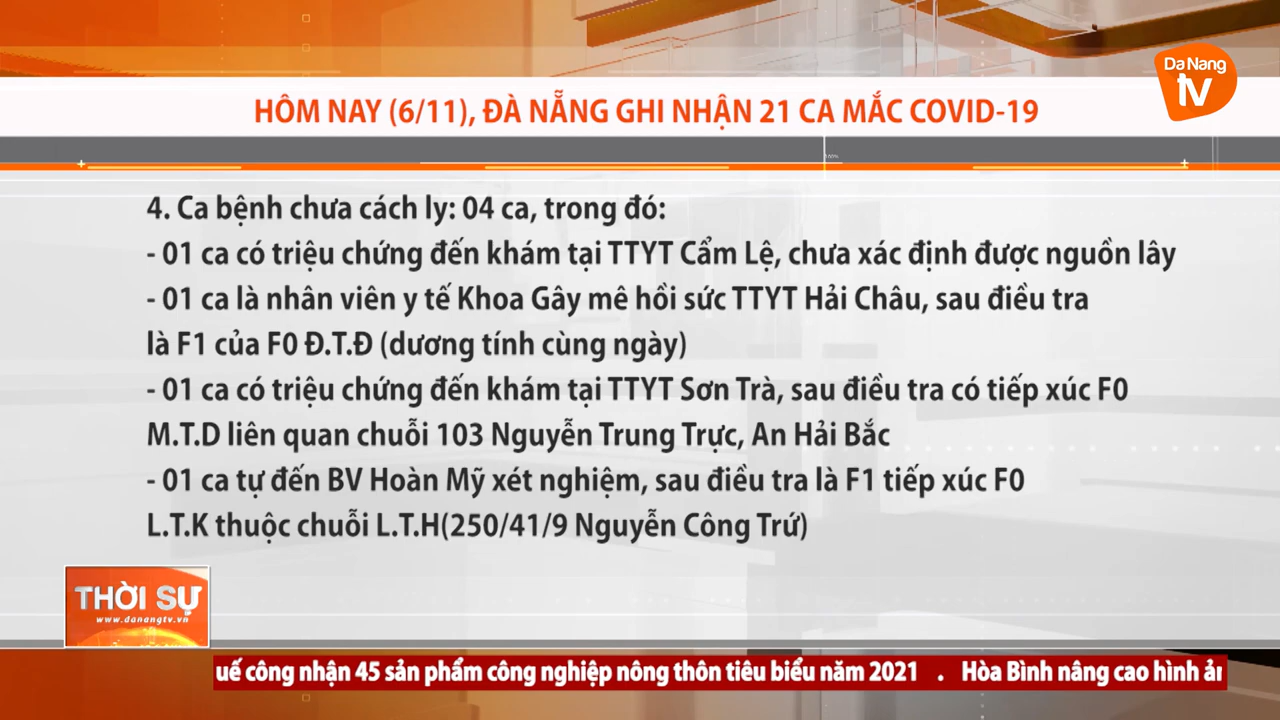 Da Nang
tv
HÔM NAY (6/11), ĐÀ NẴNG GHI NHẬN 21 CA MẮC COVID-19
100%
4. Ca bệnh chưa cách ly: 04 ca, trong đó:
- 01 ca có triệu chứng đến khám tại TTYT Cẩm Lệ, chưa xác định được nguồn lây
- 01 ca là nhân viên y tế Khoa Gây mê hồi sức TTYT Hải Châu, sau điều tra
là F1 của F0 Đ.T.Đ (dương tính cùng ngày)
- 01 ca có triệu chứng đến khám tại TTYT Sơn Trà, sau điều tra có tiếp xúc F0
M.T.D liên quan chuỗi 103 Nguyễn Trung Trực, An Hải Bắc
- 01 ca tự đến BV Hoàn Mỹ xét nghiệm, sau điều tra là F1 tiếp xúc F0
L.T.K thuộc chuỗi L.T.H(250/41/9 Nguyễn Công Trứ)
THỜI SỰ
www.danangtv.vn
uế công nhận 45 sản phẩm công nghiệp nông thôn tiêu biểu năm 2021 . Hòa Bình nâng cao hình ản